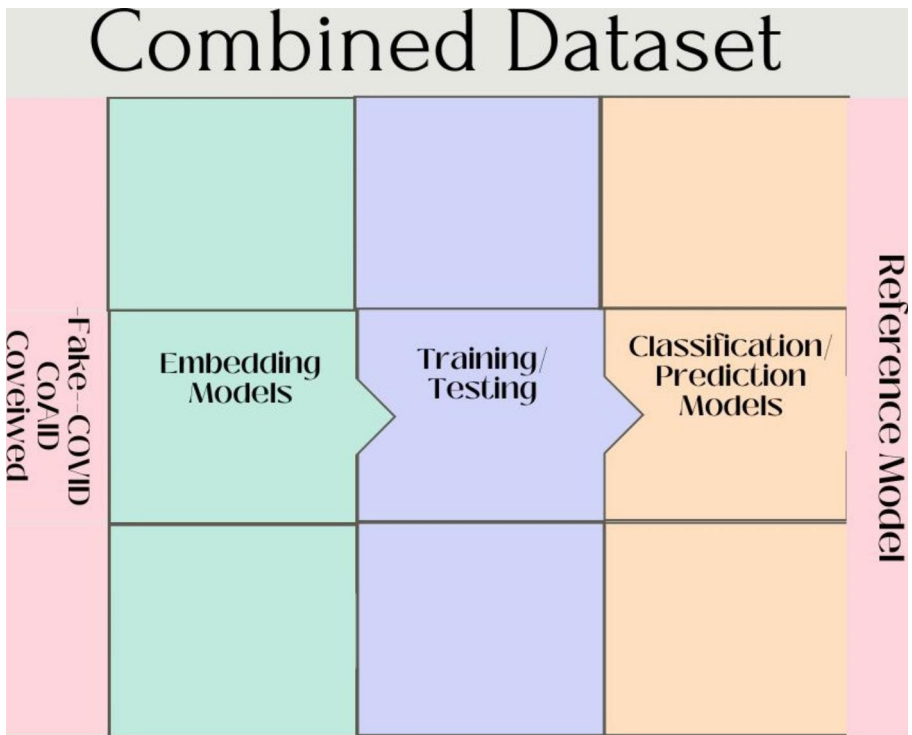 Combined Dataset
-Fake--COVID
CoAID
Coveiwed
Embedding
Models
Training/
Testing
Classification/
Prediction
Models
Reference Model